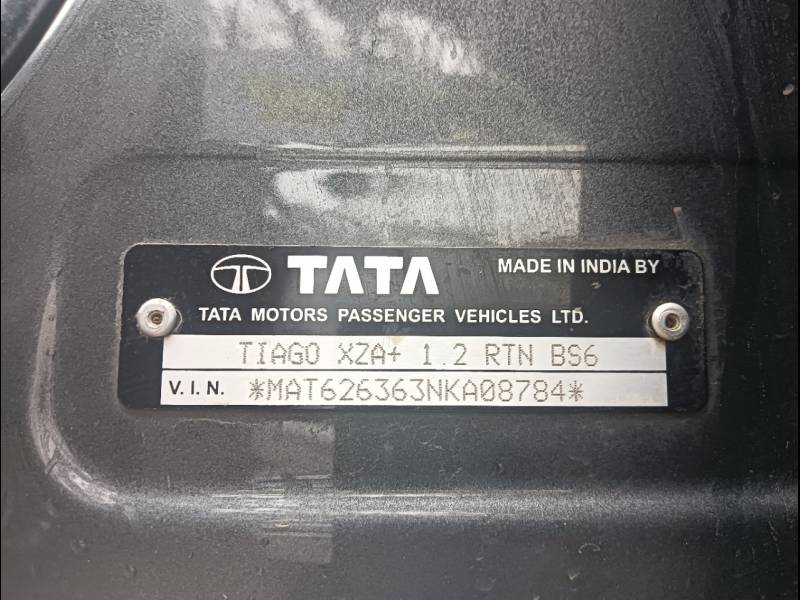 TATA MADE IN INDIA BY
TATA MOTORS PASSENGER VEHICLES LTD.
TIAGO XZA+ 1.2 RTN BS6
V.I.N. *MAT626363NKA08784*